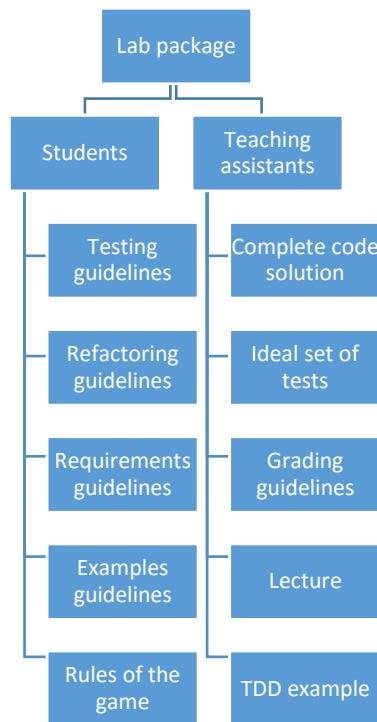 Lab package
Students
Teaching
assistants
Testing
guidelines
Complete code
solution
Refactoring
guidelines
Ideal set of
tests
Requirements
guidelines
Grading
guidelines
Examples
guidelines
Lecture
Rules of the
game
TDD example